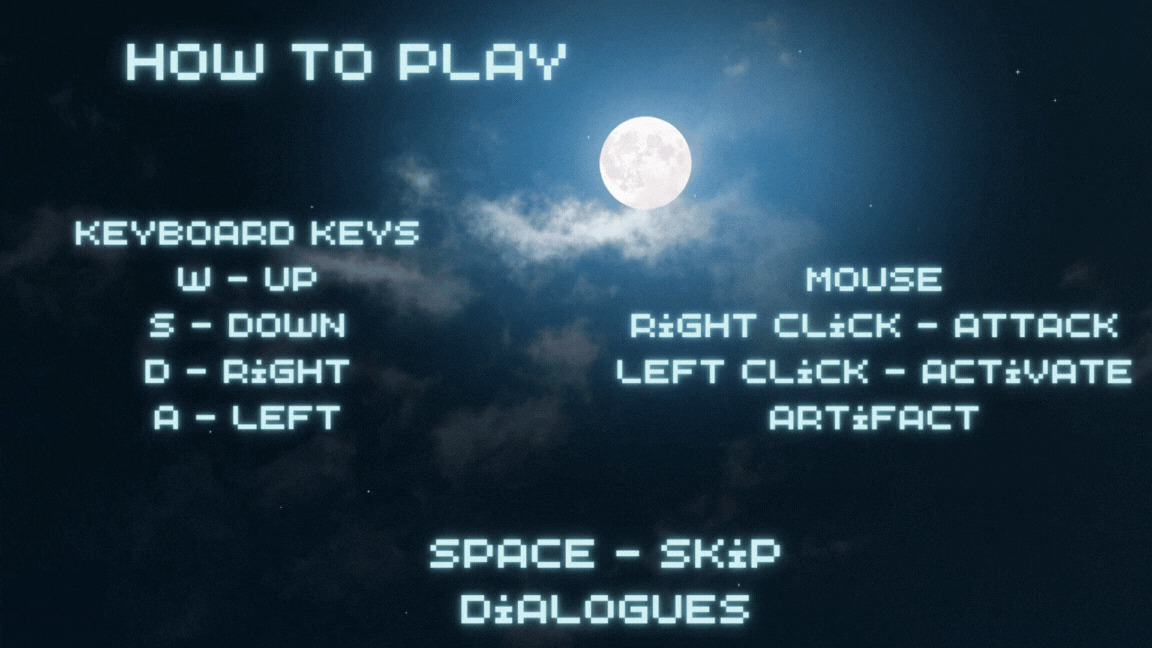 HOW TO PLAY
KEYBOARD KEYS
W - UP
S - DOWN
D - RiGHT
A - LEFT
MOUSE
RiGHT CLiCK - ATTACK
LEFT CLiCK - ACTiVATE
ARTiFACT
SPACE - SKiP
DiALOGUES